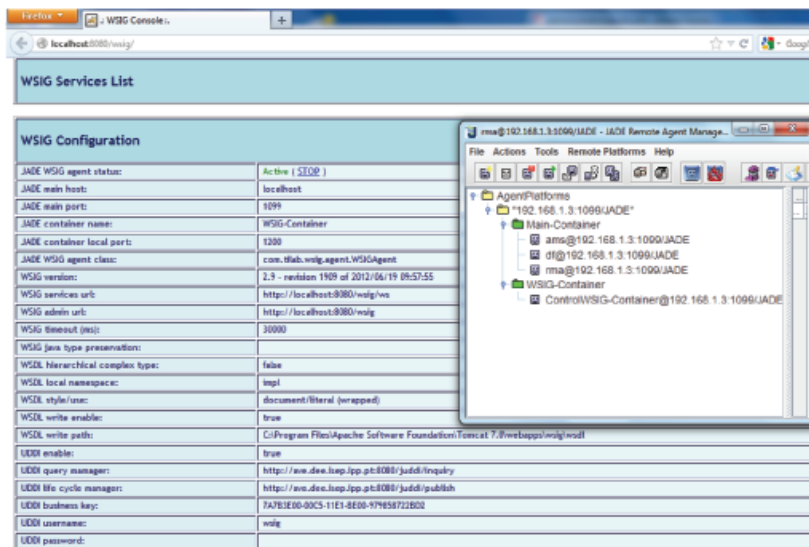 Firefox
.: WSIG Console :.
+
localhost:8080/wsig/
WSIG Services List
WSIG Configuration
JADE WSIG agent status: Active ( STOP )
JADE main host: localhost
JADE main port: 1099
JADE container name: WSIG-Container
JADE container local port: 1200
JADE WSIG agent class: com.tilab.wsig.agent.WSIGAgent
WSIG version: 2.9 - revision 1909 of 2012/06/19 09:57:55
WSIG services url: http://localhost:8080/wsig/ws
WSIG admin url: http://localhost:8080/wsig
WSIG timeout (ms): 30000
WSIG java type preservation:
WSDL hierarchical complex type: false
WSDL local namespace: impl
WSDL style/use: document/literal (wrapped)
WSDL write enable: true
WSDL write path: C:\Program Files\Apache Software Foundation\Tomcat 7.0\webapps\wsig\wsdl
UDDI enable: true
UDDI query manager: http://ave.dee.isep.ipp.pt:8080/juddi/inquiry
UDDI life cycle manager: http://ave.dee.isep.ipp.pt:8080/juddi/publish
UDDI business key:
UDDI username: wsig
UDDI password:
rma@192.168.1.3:1099/JADE - JADE Remote Agent Manage...
File Actions Tools Remote Platforms Help
AgentPlatforms
"192.168.1.3:1099/JADE"
Main-Container
ams@192.168.1.3:1099/JADE
df@192.168.1.3:1099/JADE
rma@192.168.1.3:1099/JADE
WSIG-Container
ControlWSIG-Container@192.168.1.3:1099/JADE